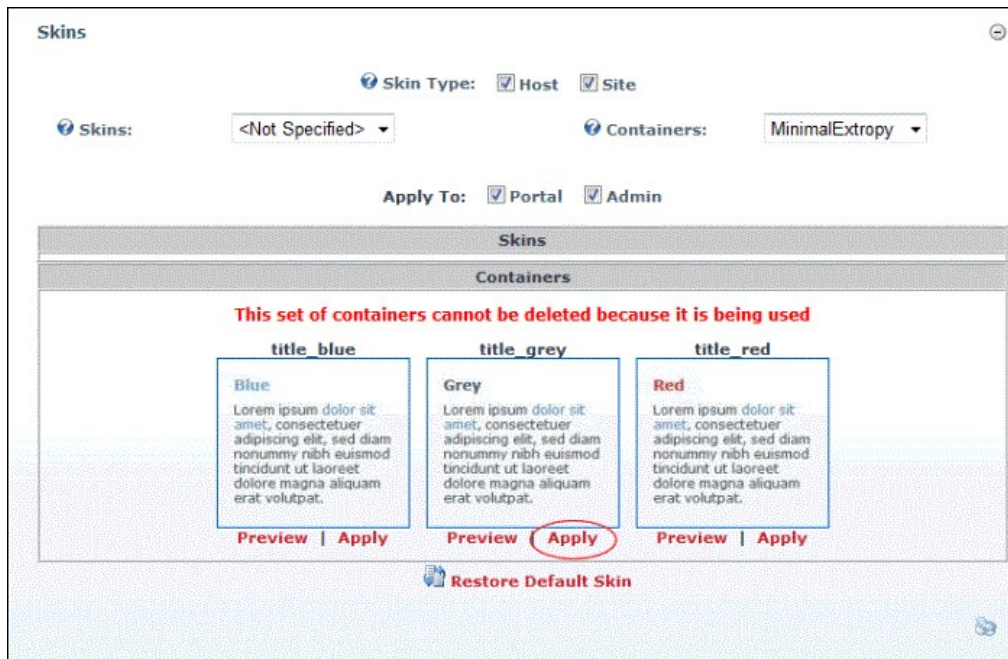 Skins
Skin Type: Host Site
Skins: <Not Specified> Containers: MinimalExtropy
Apply To: Portal Admin
Skins
Containers
This set of containers cannot be deleted because it is being used
title_blue title_grey title_red
Blue
Lorem ipsum dolor sit
amet, consectetuer
adipiscing elit, sed diam
nonummy nibh euismod
tincidunt ut laoreet
dolore magna aliquam
erat volutpat.
Grey
Lorem ipsum dolor sit
amet, consectetuer
adipiscing elit, sed diam
nonummy nibh euismod
tincidunt ut laoreet
dolore magna aliquam
erat volutpat.
Red
Lorem ipsum dolor sit
amet, consectetuer
adipiscing elit, sed diam
nonummy nibh euismod
tincidunt ut laoreet
dolore magna aliquam
erat volutpat.
Preview | Apply Preview | Apply Preview | Apply
Restore Default Skin